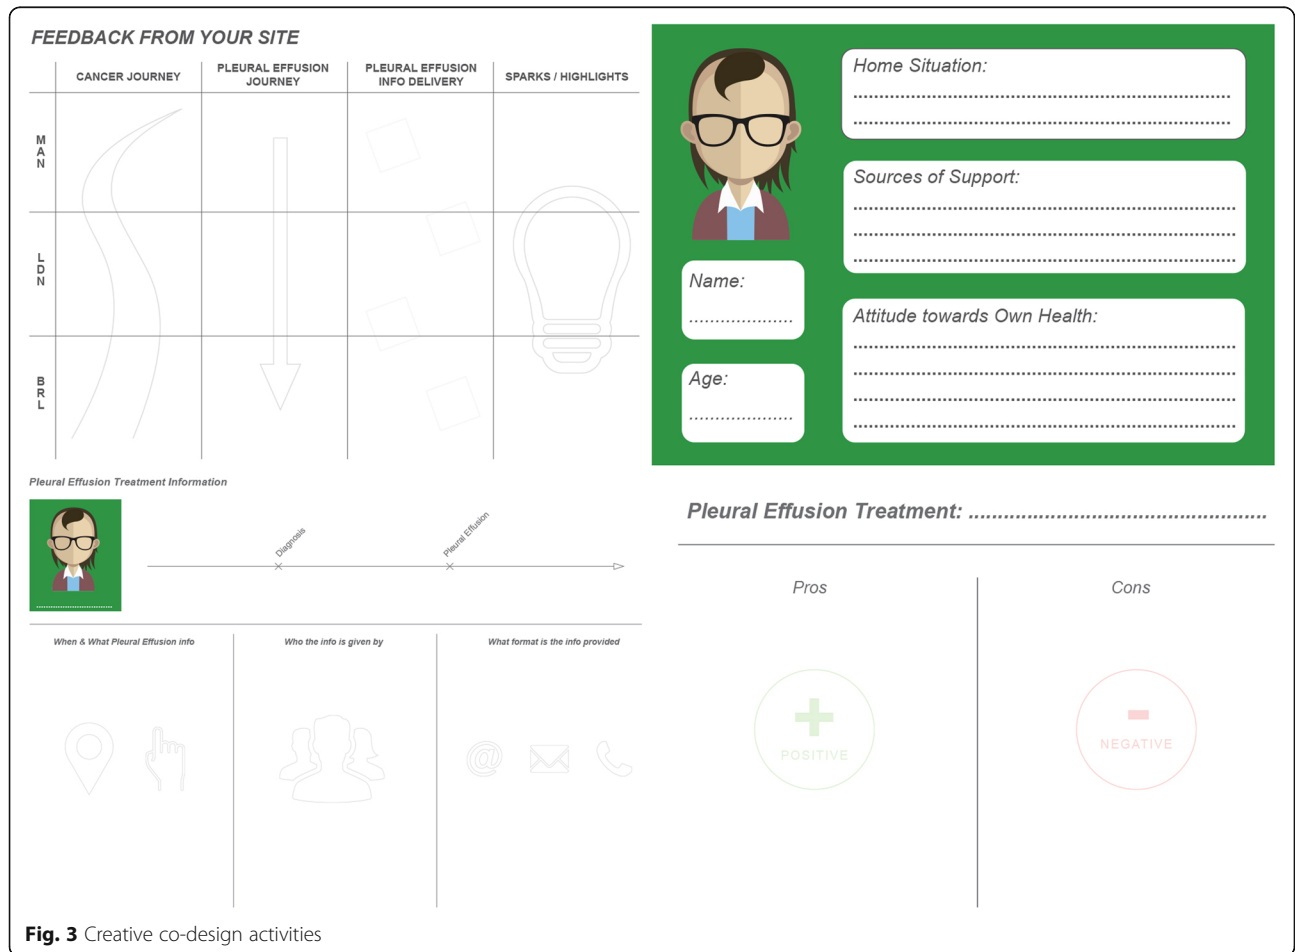 FEEDBACK FROM YOUR SITE
CANCER JOURNEY
PLEURAL EFFUSION
JOURNEY
PLEURAL EFFUSION
INFO DELIVERY
SPARKS / HIGHLIGHTS
MAN
LDN
BRL
Home Situation:
Sources of Support:
Attitude towards Own Health:
Name:
Age:
Pleural Effusion Treatment Information
Diagnosis
Pleural Effusion
When & What Pleural Effusion info
Who the info is given by
What format is the info provided
@
Pleural Effusion Treatment: ....................................................
Pros
Cons
+
POSITIVE
-
NEGATIVE
Fig. 3 Creative co-design activities